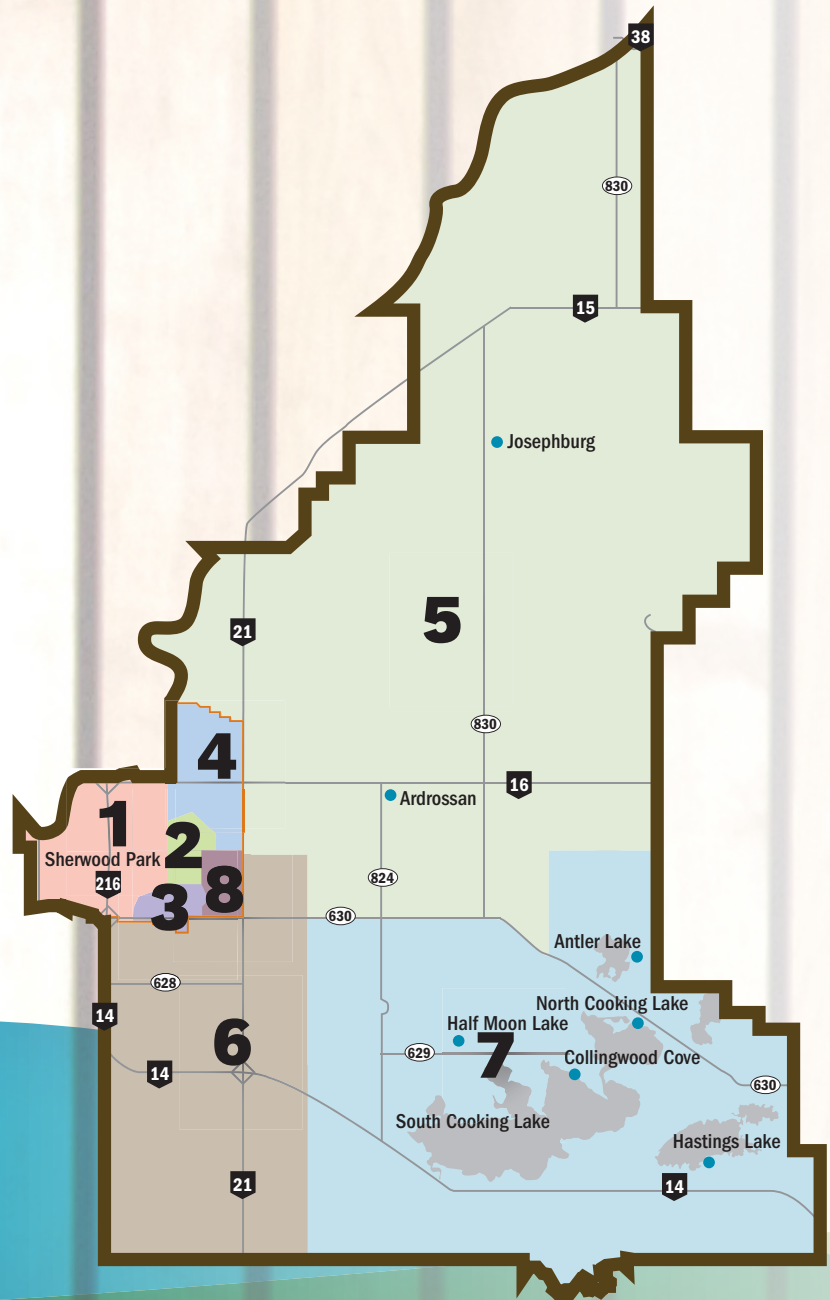 38
830
15
Josephburg
5
21
830
4
16
Ardrossan
1
2
Sherwood Park
824
8
216
3
630
Antler Lake
628
North Cooking Lake
14
Half Moon Lake
6
7
629
Collingwood Cove
14
630
South Cooking Lake
Hastings Lake
21
14